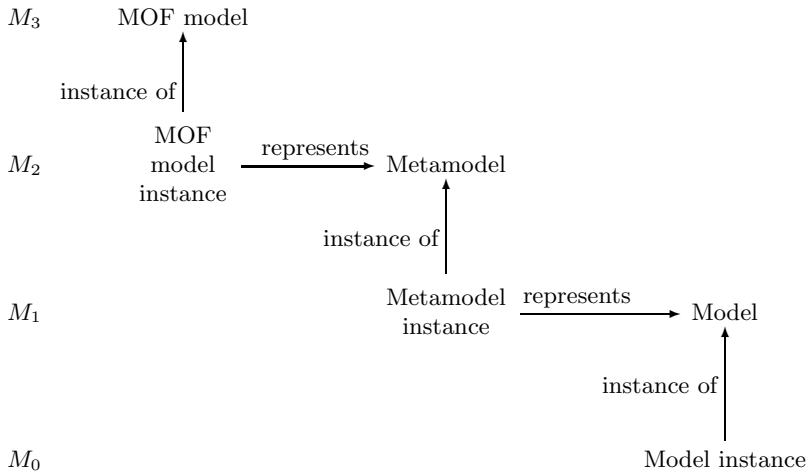 M₃ MOF model
instance of
MOF
model
instance
M₂ represents Metamodel
instance of
M₁ Metamodel
instance
represents Model
instance of
M₀ Model instance